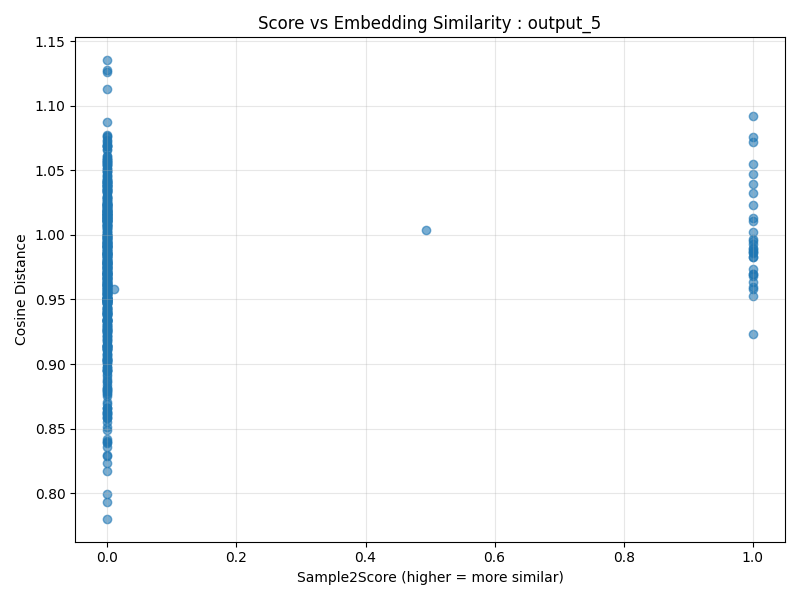 Score vs Embedding Similarity : output_5
Cosine Distance
1.15
1.10
1.05
1.00
0.95
0.90
0.85
0.80
0.0 0.2 0.4 0.6 0.8 1.0
Sample2Score (higher = more similar)